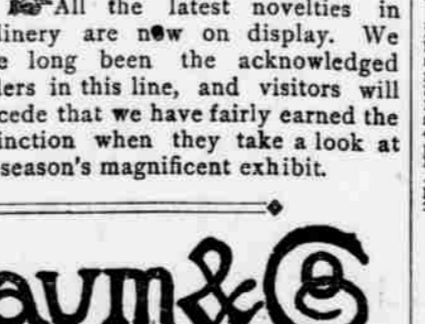 ☞All the latest novelties in
linery are now on display. We
e long been the acknowledged
ders in this line, and visitors will
cede that we have fairly earned the
inction when they take a look at
season's magnificent exhibit.
aum & Co